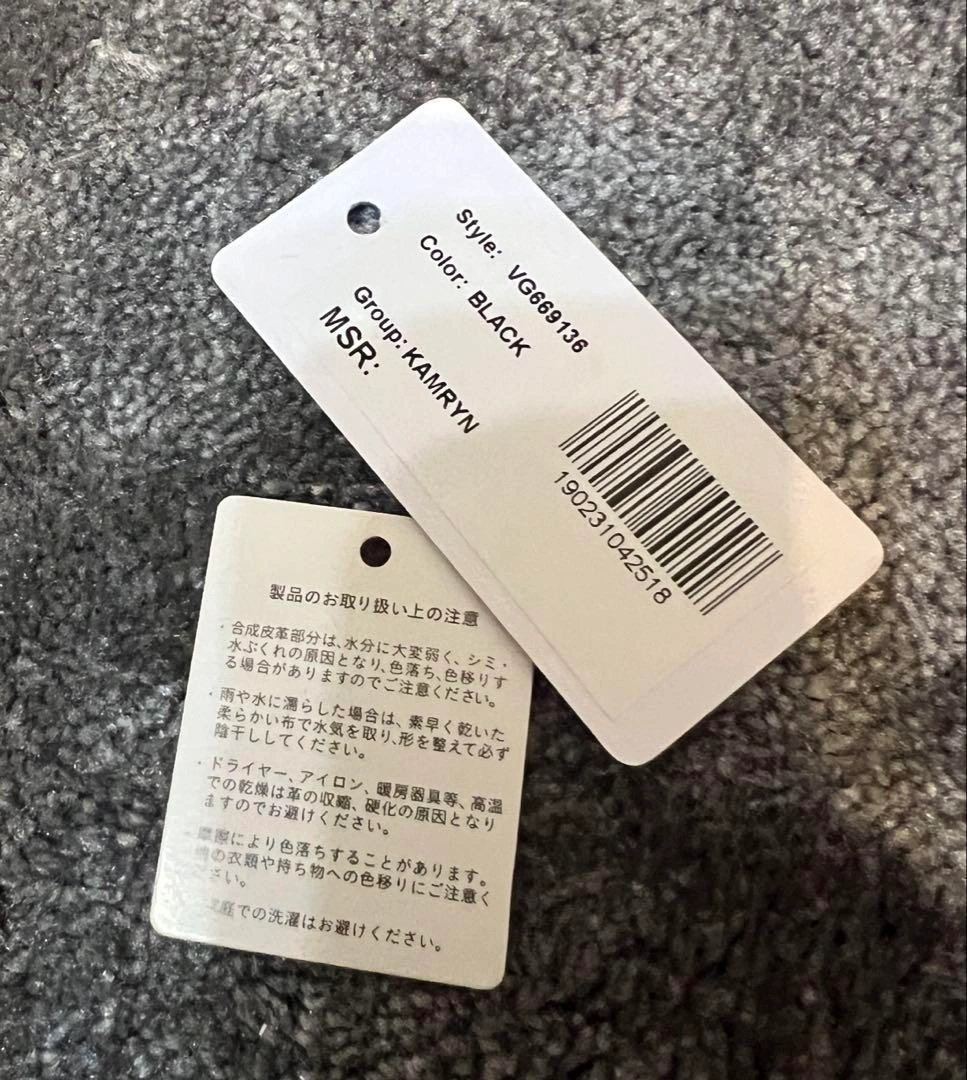 Style: VG669136
Color: BLACK
Group: KAMRYN
MSR:
190231042518
製品のお取り扱い上の注意
・合成皮革部分は、水分に大変弱く、シミ・
水ぶくれの原因となり、色落ち、色移りす
る場合がありますのでご注意ください。
・雨や水に濡らした場合は、素早く乾いた
柔らかい布で水気を取り、形を整えて必ず
陰干ししてください。
・ドライヤー、アイロン、暖房器具等、高温
での乾燥は革の収縮、硬化の原因となり
ますのでお避けください。
摩擦により色落ちすることがあります。
の衣類や持ち物への色移りにご注意く
さい。
家庭での洗濯はお避けください。